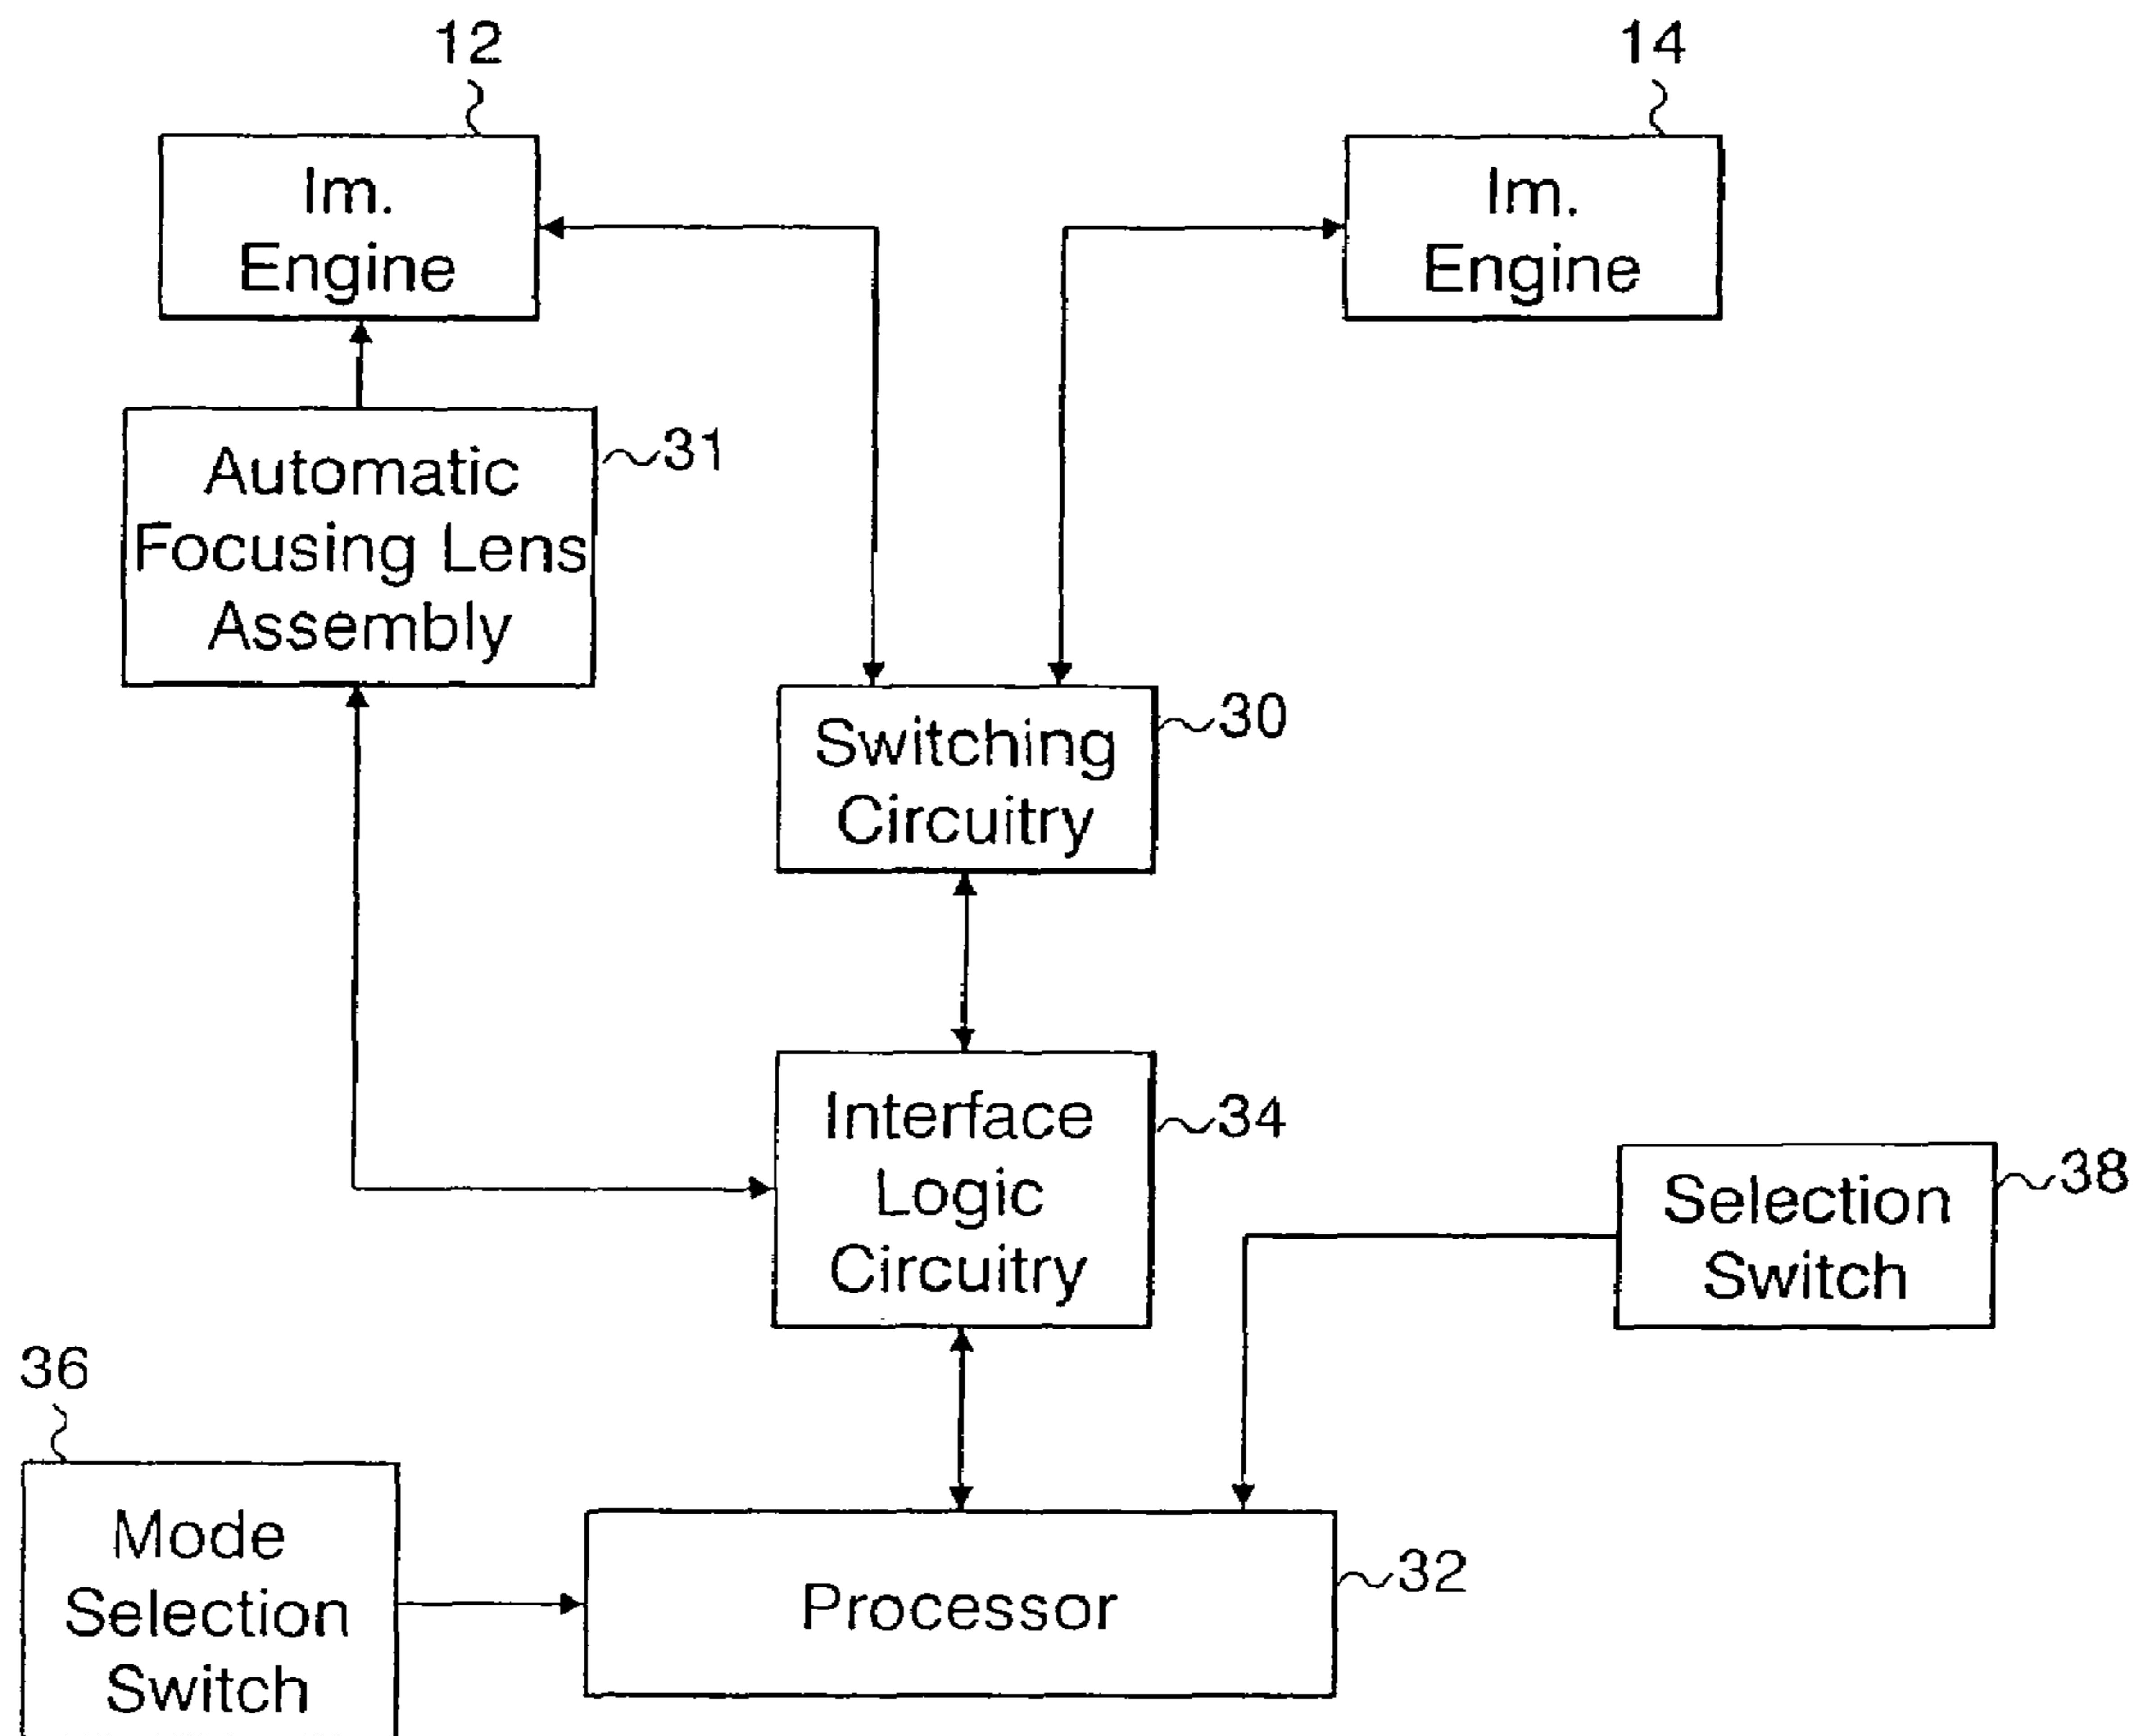 12
14
Im.
Engine
Im.
Engine
31
Automatic
Focusing Lens
Assembly
30
Switching
Circuitry
34
Interface
Logic
Circuitry
38
Selection
Switch
36
Mode
Selection
Switch
32
Processor